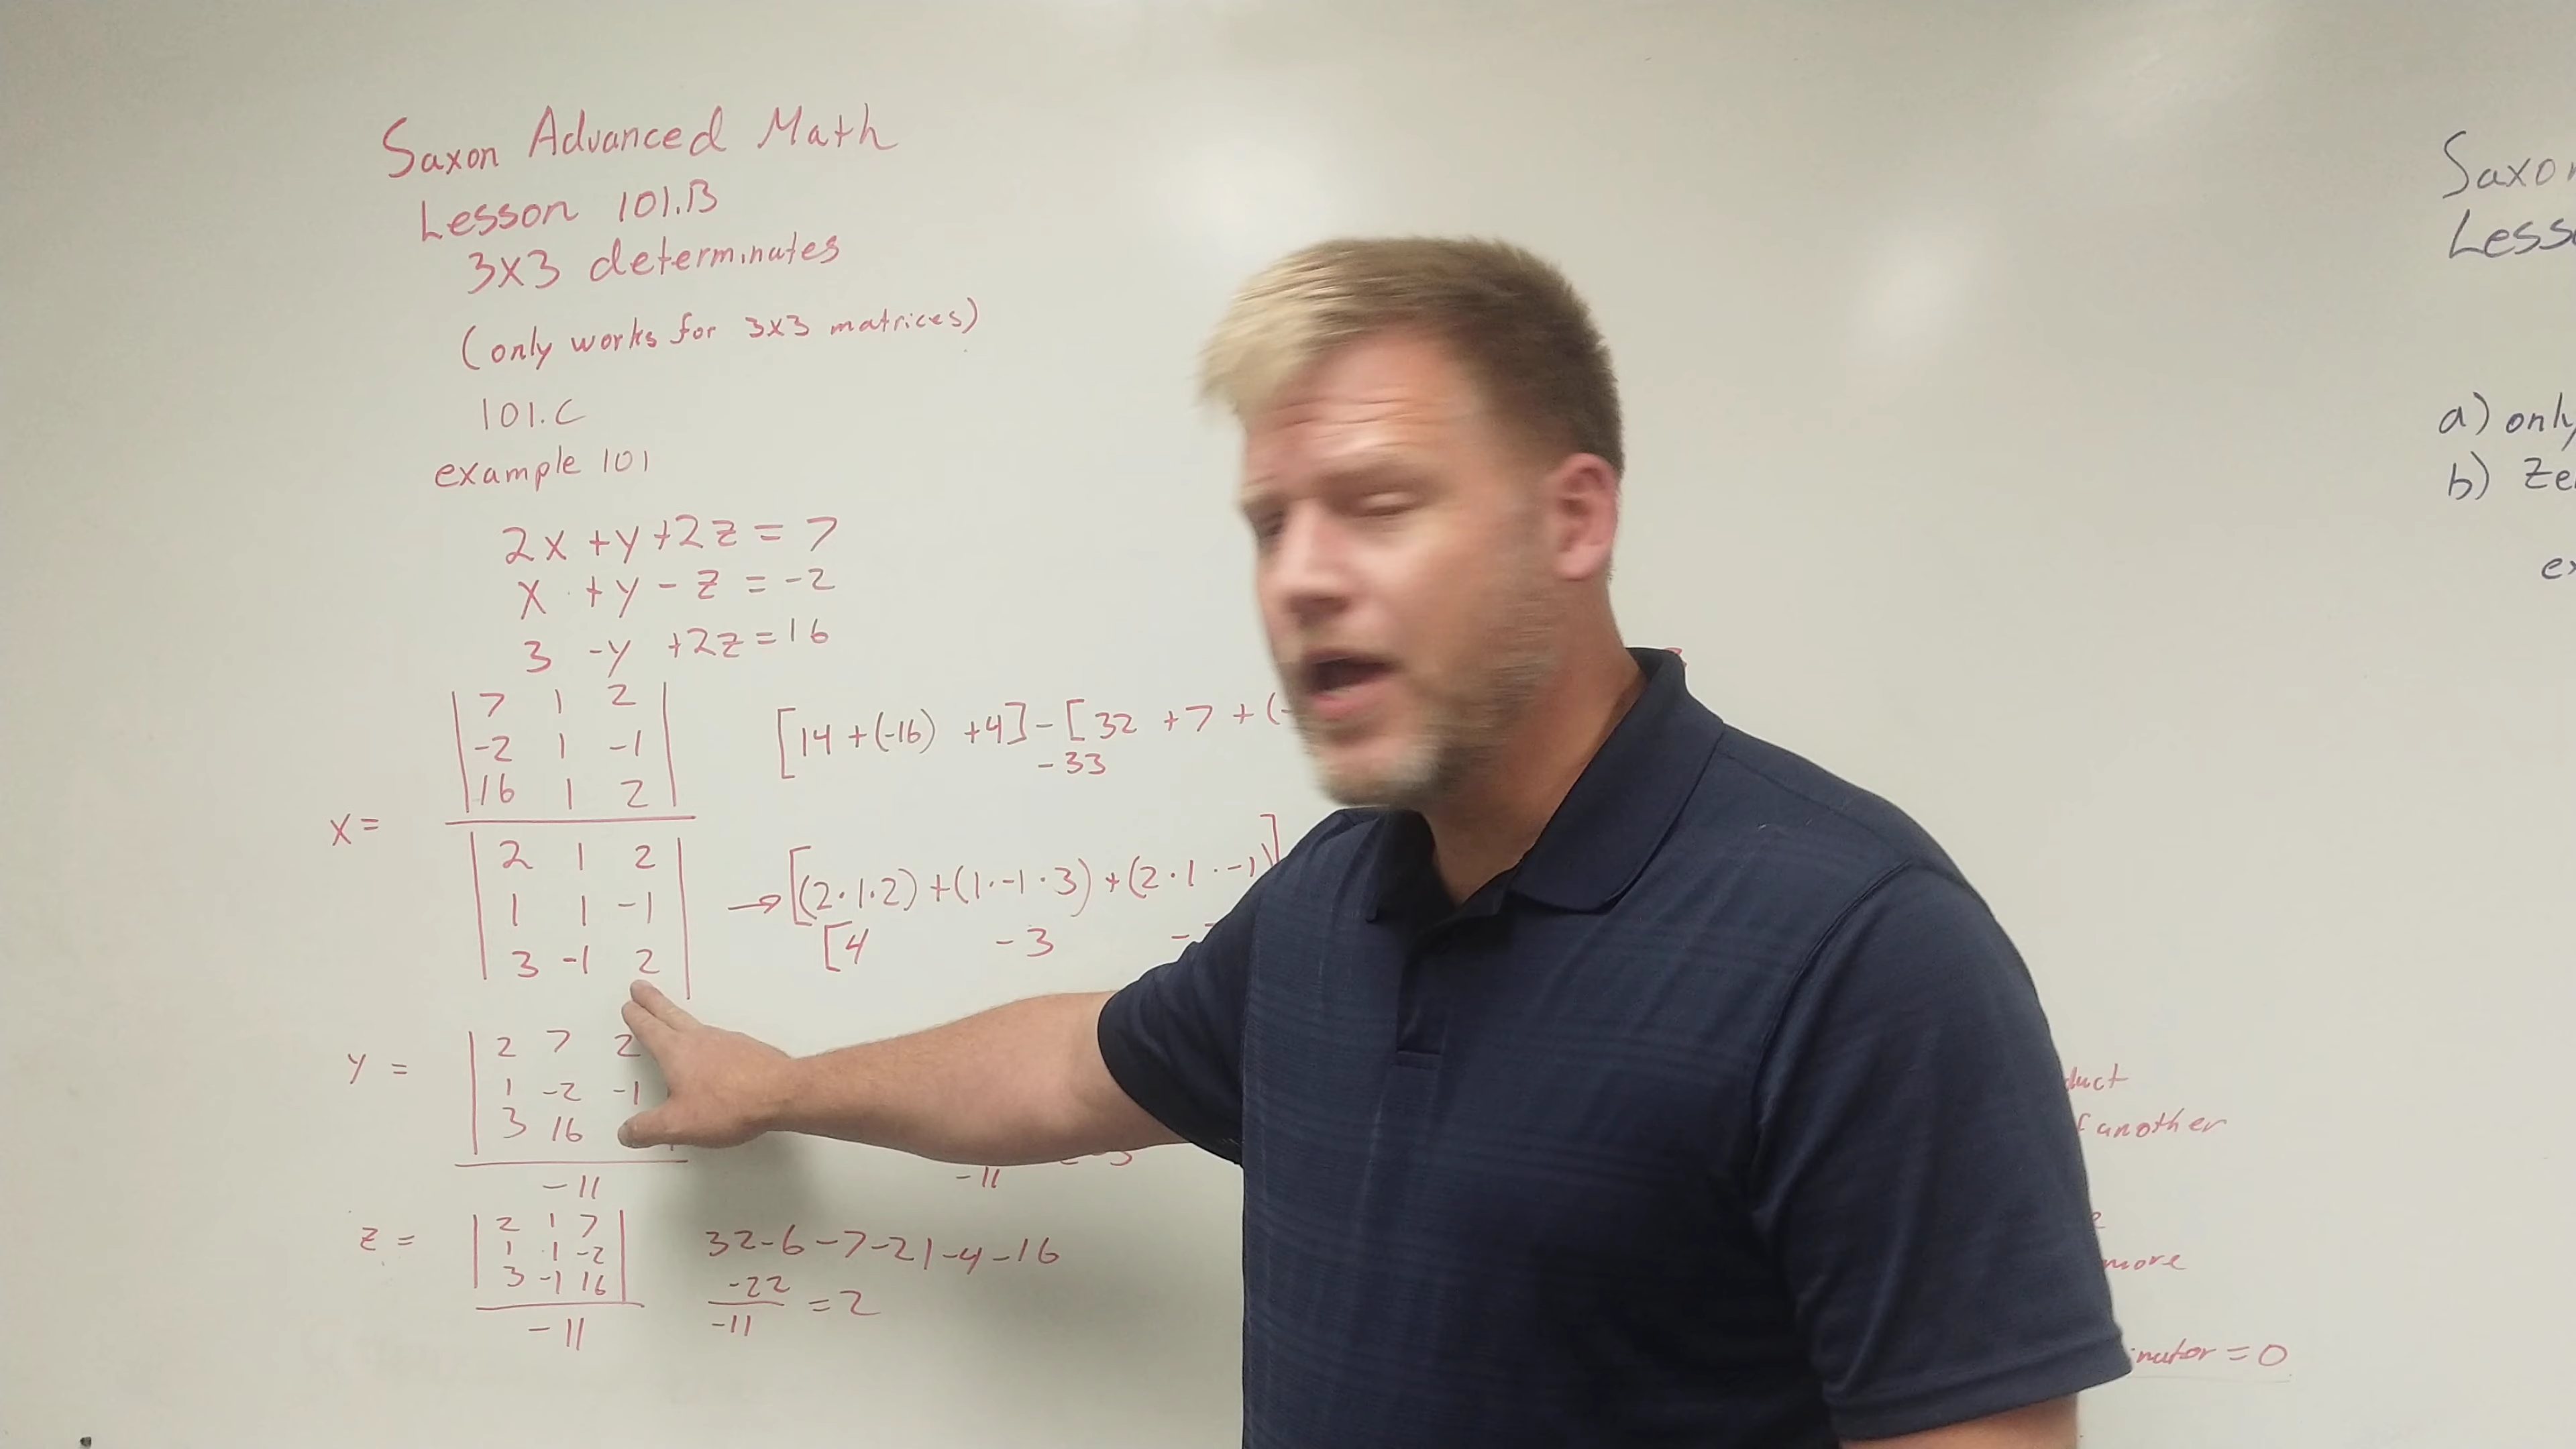 Saxon Advanced Math
Lesson 101.B
3x3 determinates
(only works for 3x3 matrices)
101.C
example 101
2x + y + 2z = 7
x + y - z = -2
3 -y +2z = 16
7 1 2
-2 1 -1
16 1 2
[14 + (-16) +4] - [32 +7 + (-
-33
x =
2 1 2
1 1 -1
3 -1 2
→ [(2·1·2) + (1·-1·3) + (2·1·-1)]
[4 -3 -
y =
2 7 2
1 -2 -1
3 16
-11
-11
z =
2 1 7
1 1 -2
3 -1 16
-11
32-6-7-21-4-16
-22
-11
= 2
duct
f another
more
inator = 0
Saxon
Less
a) only
b) Ze
ex